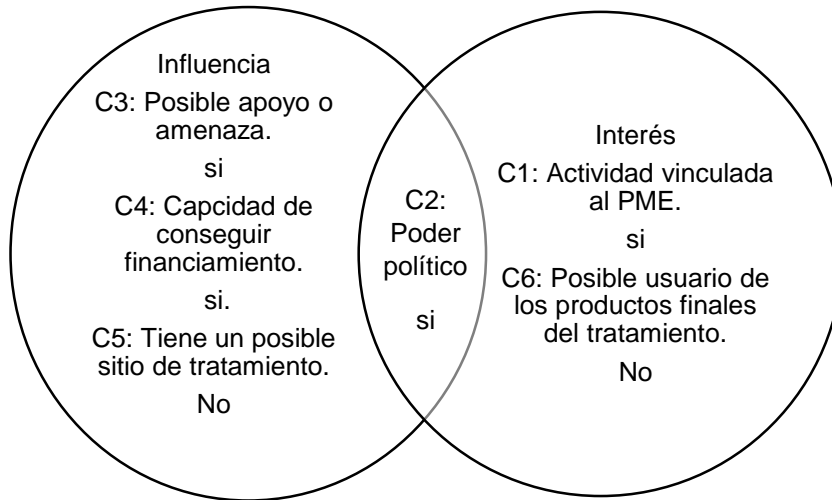 Influencia
C3: Posible apoyo o
amenaza.
si
C4: Capcidad de
conseguir
financiamiento.
si.
C5: Tiene un posible
sitio de tratamiento.
No
C2:
Poder
político
si
Interés
C1: Actividad vinculada
al PME.
si
C6: Posible usuario de
los productos finales
del tratamiento.
No